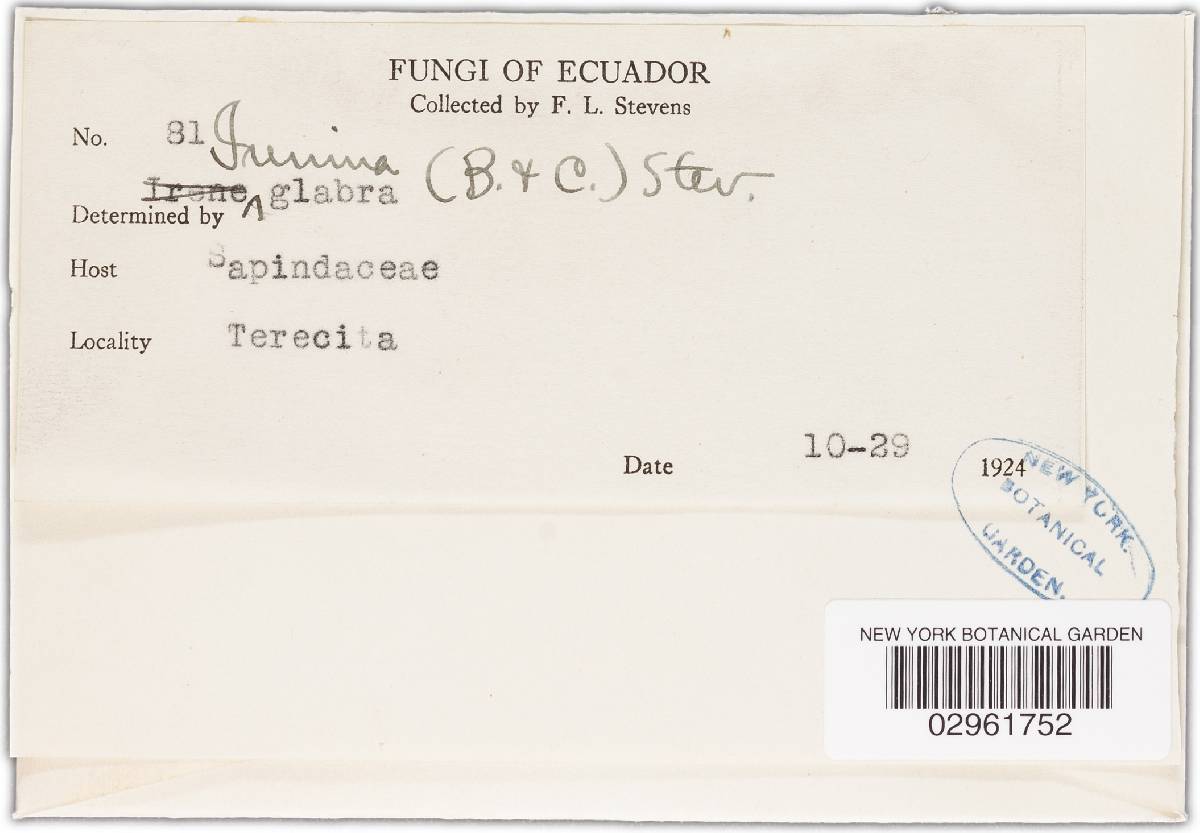 FUNGI OF ECUADOR
Collected by F. L. Stevens
No. 81
Irenina (B. & C.) Stev.
Irene ^ glabra
Determined by
Host Sapindaceae
Locality Terecita
Date 10-29 1924
NEW YORK.
BOTANICAL
GARDEN.
NEW YORK BOTANICAL GARDEN
02961752